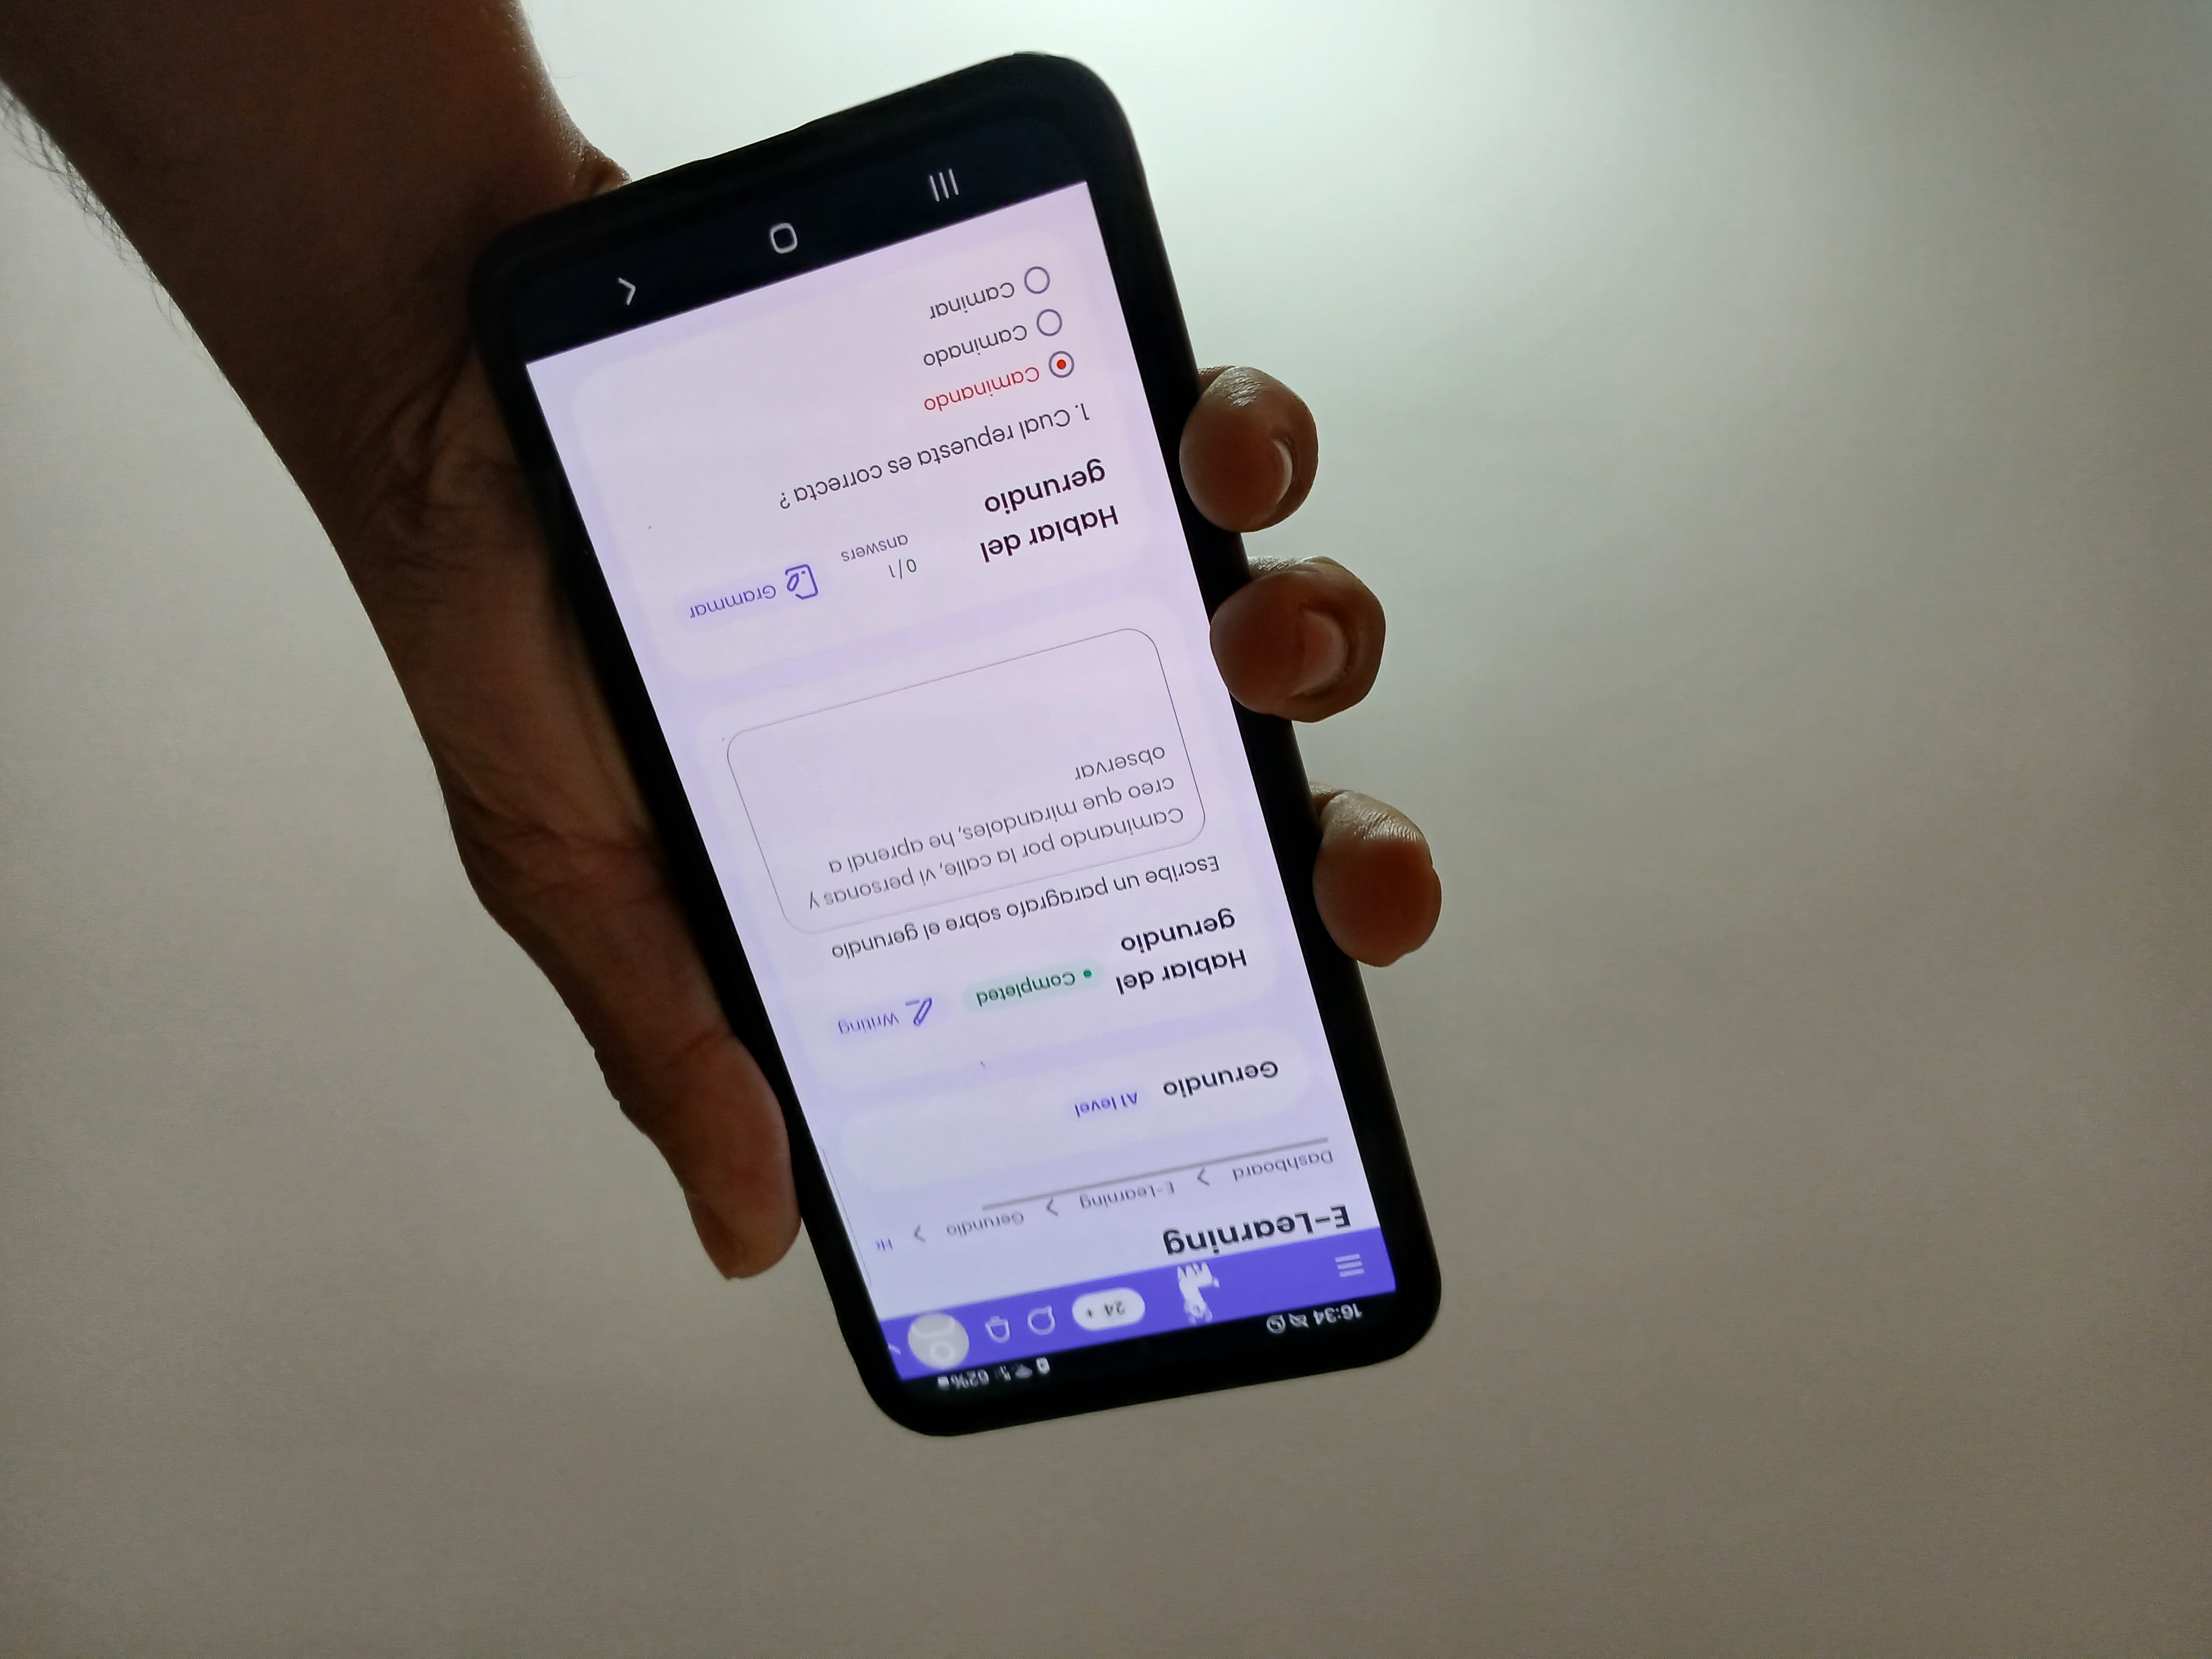 16:34
62%
24 +
E-Learning
Dashboard > E-Learning > Gerundio >
Gerundio A1 level
Hablar del
gerundio
• Completed
Writing
Escribe un paragrafo sobre el gerundio
Caminando por la calle, vi personas y
creo que mirandoles, he aprendi a
observar
Hablar del
gerundio
0/1
answers
Grammar
1. Cual repuesta es correcta ?
Caminando
Caminado
Caminar